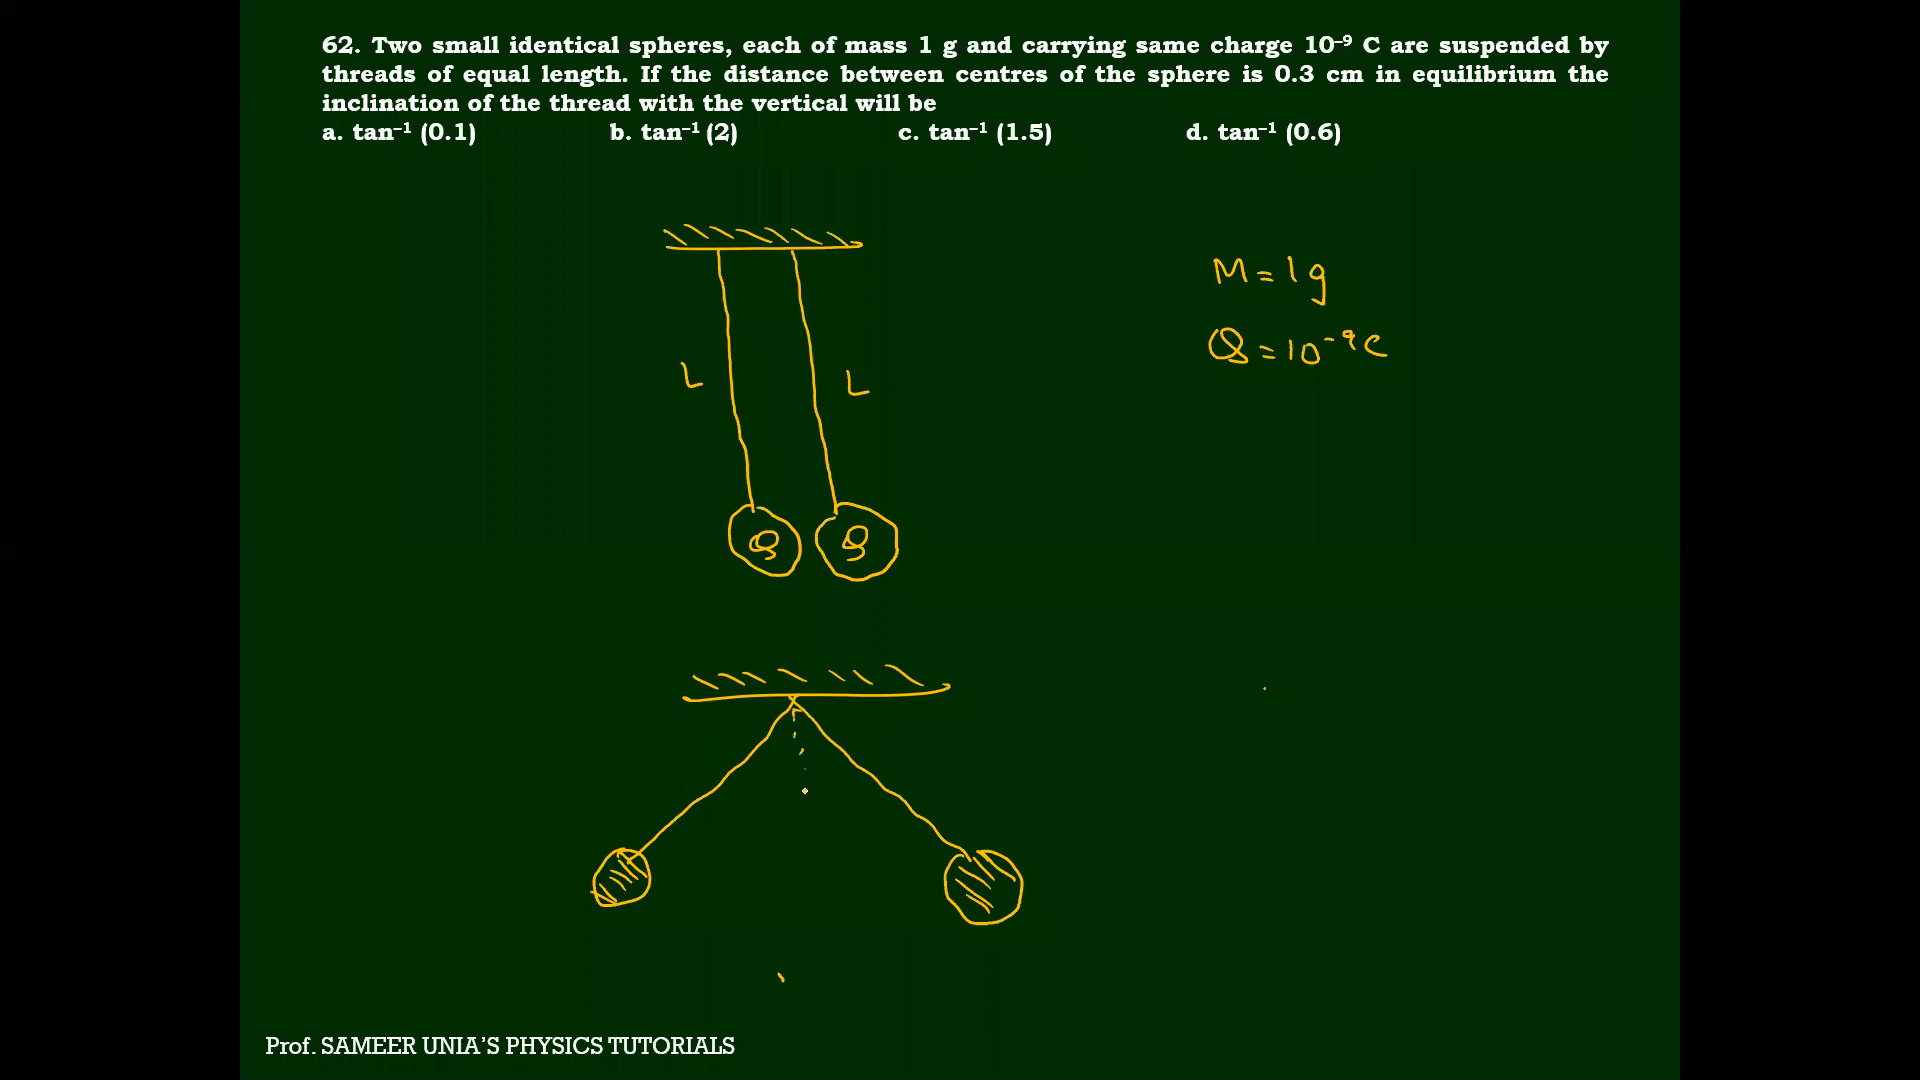 62. Two small identical spheres, each of mass 1 g and carrying same charge 10⁻⁹ C are suspended by
threads of equal length. If the distance between centres of the sphere is 0.3 cm in equilibrium the
inclination of the thread with the vertical will be
a. tan⁻¹ (0.1) b. tan⁻¹ (2) c. tan⁻¹ (1.5) d. tan⁻¹ (0.6)
M = 1 g
Q = 10⁻⁹ C
L L
Q Q
Prof. SAMEER UNIA'S PHYSICS TUTORIALS